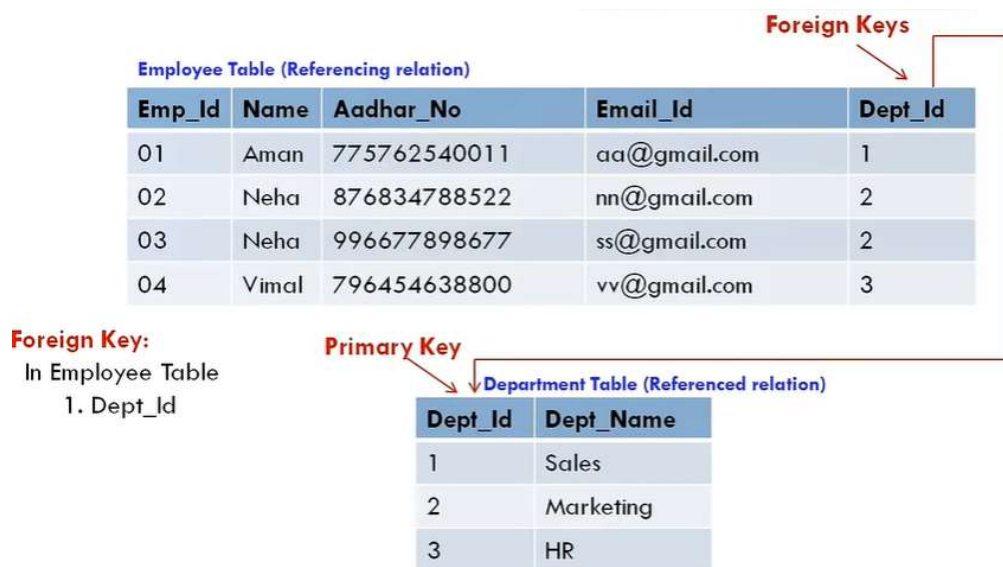 Foreign Keys
Employee Table (Referencing relation)
Emp_Id Name Aadhar_No Email_Id Dept_Id
01 Aman 775762540011 aa@gmail.com 1
02 Neha 876834788522 nn@gmail.com 2
03 Neha 996677898677 ss@gmail.com 2
04 Vimal 796454638800 vv@gmail.com 3
Foreign Key:
In Employee Table
1. Dept_Id
Primary Key
Department Table (Referenced relation)
Dept_Id Dept_Name
1 Sales
2 Marketing
3 HR